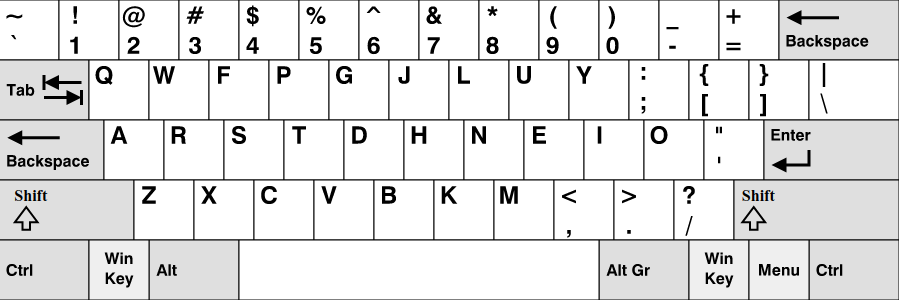 ~ ! @ # $ % ^ & * ( ) _ +
` 1 2 3 4 5 6 7 8 9 0 - = Backspace
Tab Q W F P G J L U Y : { } |
; [ ] \
A R S T D H N E I O " Enter
Backspace '
Shift Z X C V B K M < > ? Shift
, . /
Ctrl Win Key Alt Alt Gr Win Key Menu Ctrl